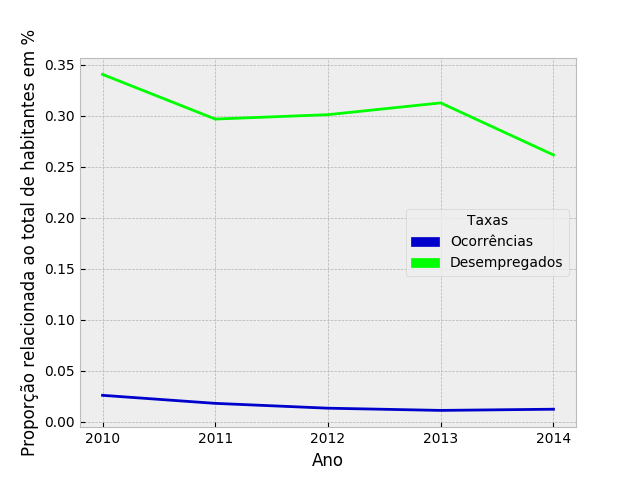 Proporção relacionada ao total de habitantes em %
0.35
0.30
0.25
0.20
0.15
0.10
0.05
0.00
Taxas
Ocorrências
Desempregados
2010 2011 2012 2013 2014
Ano